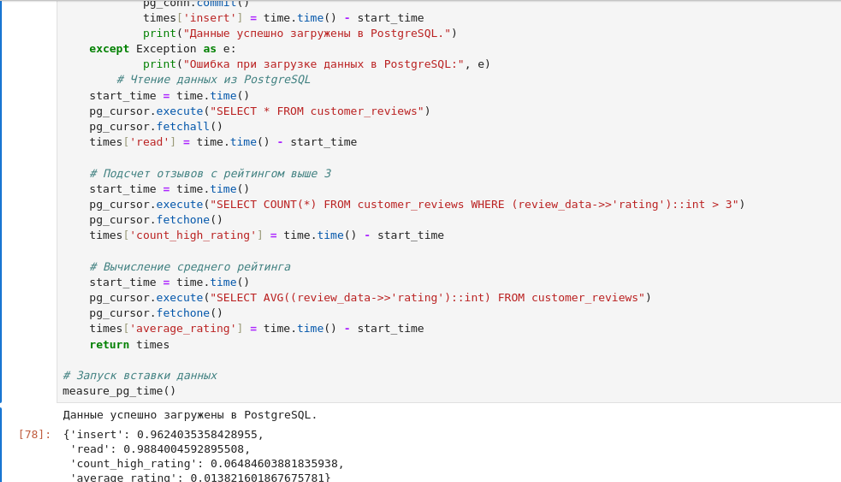 pg_conn.commit()
times['insert'] = time.time() - start_time
print("Данные успешно загружены в PostgreSQL.")
except Exception as e:
print("Ошибка при загрузке данных в PostgreSQL:", e)
# Чтение данных из PostgreSQL
start_time = time.time()
pg_cursor.execute("SELECT * FROM customer_reviews")
pg_cursor.fetchall()
times['read'] = time.time() - start_time
# Подсчет отзывов с рейтингом выше 3
start_time = time.time()
pg_cursor.execute("SELECT COUNT(*) FROM customer_reviews WHERE (review_data->>'rating')::int > 3")
pg_cursor.fetchone()
times['count_high_rating'] = time.time() - start_time
# Вычисление среднего рейтинга
start_time = time.time()
pg_cursor.execute("SELECT AVG((review_data->>'rating')::int) FROM customer_reviews")
pg_cursor.fetchone()
times['average_rating'] = time.time() - start_time
return times
# Запуск вставки данных
measure_pg_time()
Данные успешно загружены в PostgreSQL.
[78]: {'insert': 0.9624035358428955,
'read': 0.9884004592895508,
'count_high_rating': 0.06484603881835938,
'average_rating': 0.013821601867675781}